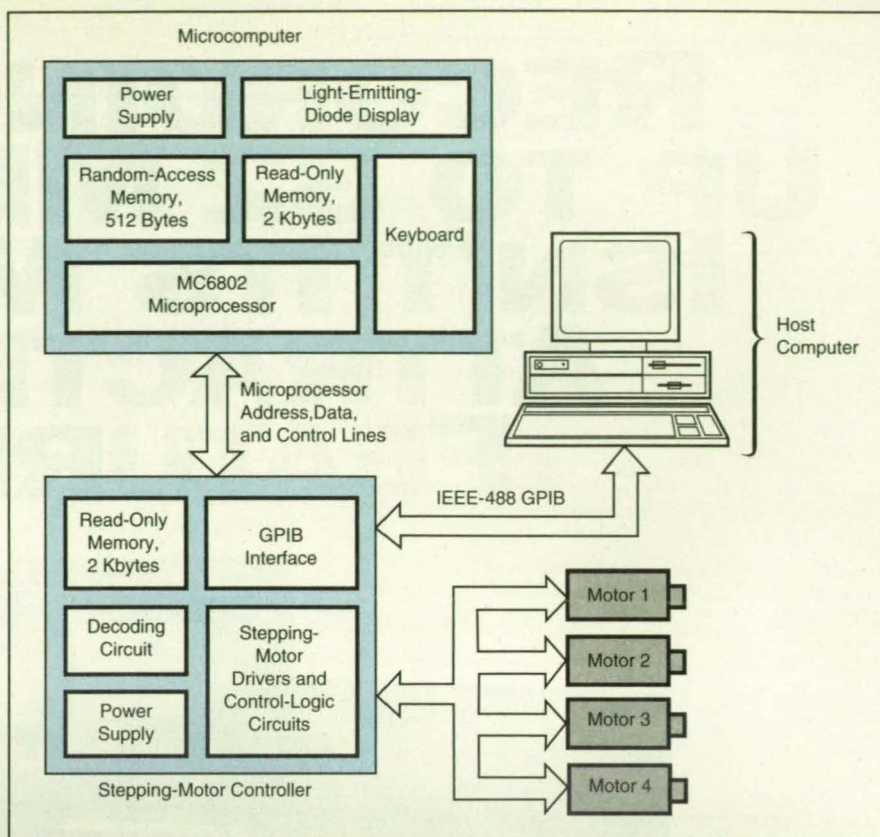 Microcomputer
Power
Supply
Light-Emitting-
Diode Display
Random-Access
Memory,
512 Bytes
Read-Only
Memory,
2 Kbytes
Keyboard
MC6802
Microprocessor
Host
Computer
Microprocessor
Address,Data,
and Control Lines
IEEE-488 GPIB
Read-Only
Memory,
2 Kbytes
GPIB
Interface
Decoding
Circuit
Stepping-
Motor
Drivers and
Control-Logic
Circuits
Power
Supply
Motor 1
Motor 2
Motor 3
Motor 4
Stepping-Motor Controller